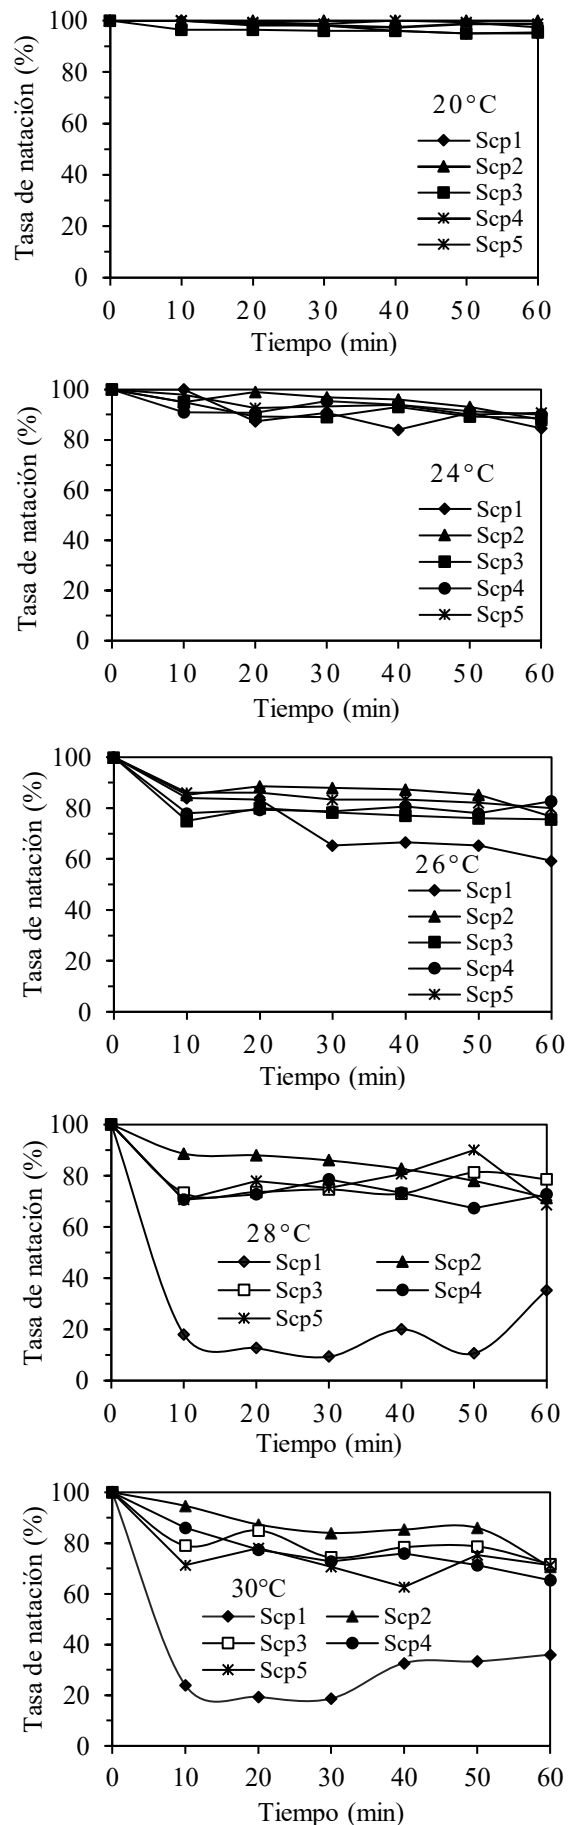 Tasa de natación (%)
100
80
60
40
20
0
20°C
Scp1
Scp2
Scp3
Scp4
Scp5
0 10 20 30 40 50 60
Tiempo (min)
Tasa de natación (%)
100
80
60
40
20
0
24°C
Scp1
Scp2
Scp3
Scp4
Scp5
0 10 20 30 40 50 60
Tiempo (min)
Tasa de natación (%)
100
80
60
40
20
0
26°C
Scp1
Scp2
Scp3
Scp4
Scp5
0 10 20 30 40 50 60
Tiempo (min)
Tasa de natación (%)
100
80
60
40
20
0
28°C
Scp1 Scp2
Scp3 Scp4
Scp5
0 10 20 30 40 50 60
Tiempo (min)
Tasa de natación (%)
100
80
60
40
20
0
30°C
Scp1 Scp2
Scp3 Scp4
Scp5
0 10 20 30 40 50 60
Tiempo (min)